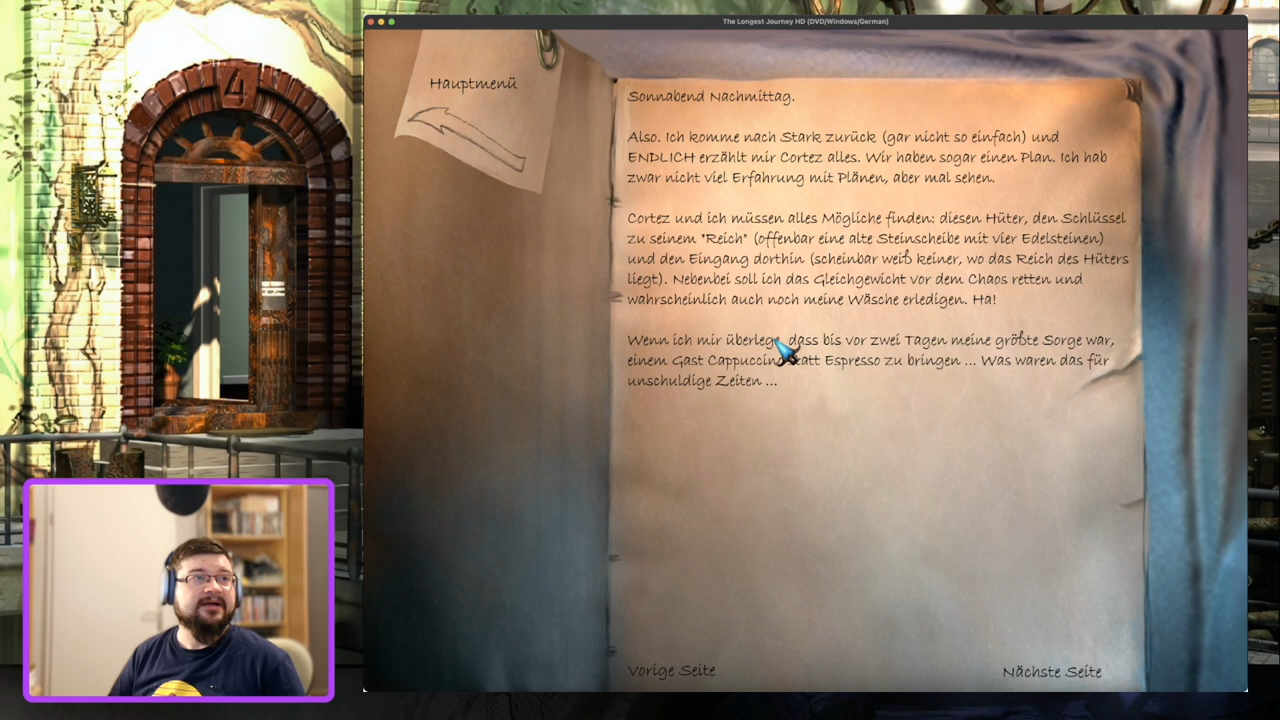 The Longest Journey HD (DVD/Windows/German)
4
Hauptmenü
Sonnabend Nachmittag.
Also. Ich komme nach Stark zurück (gar nicht so einfach) und
ENDLICH erzählt mir Cortez alles. Wir haben sogar einen Plan. Ich hab
zwar nicht viel Erfahrung mit Plänen, aber mal sehen.
Cortez und ich müssen alles Mögliche finden: diesen Hüter, den Schlüssel
zu seinem "Reich" (offenbar eine alte Steinscheibe mit vier Edelsteinen)
und den Eingang dorthin (scheinbar weiß keiner, wo das Reich des Hüters
liegt). Nebenbei soll ich das Gleichgewicht vor dem Chaos retten und
wahrscheinlich auch noch meine Wäsche erledigen. Ha!
Wenn ich mir überlege, dass bis vor zwei Tagen meine größte Sorge war,
einem Gast Cappuccino statt Espresso zu bringen ... Was waren das für
unschuldige Zeiten ...
Vorige Seite
Nächste Seite